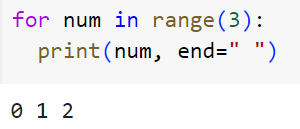 for num in range(3):
  print(num, end=" ")
0 1 2